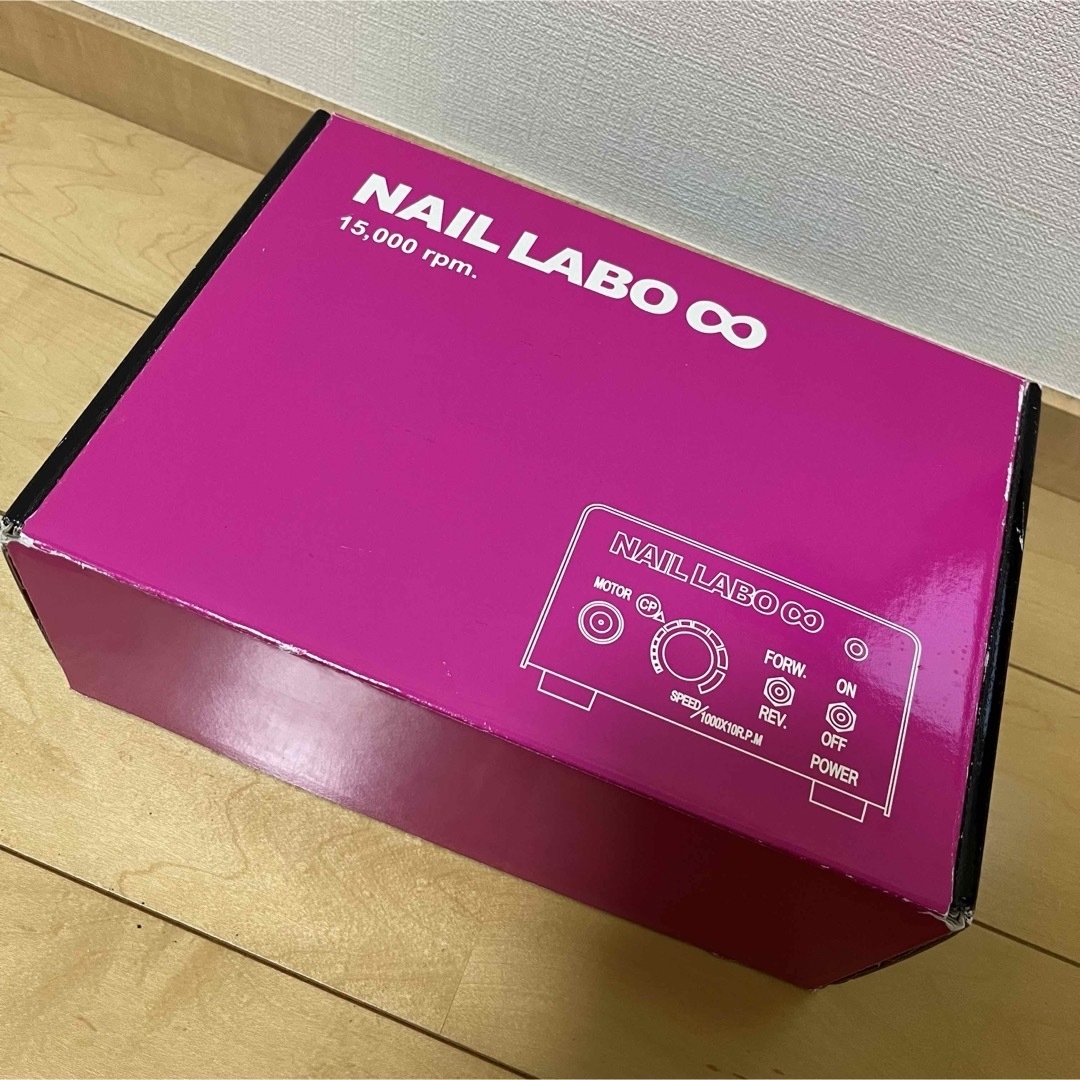 NAIL LABO ∞
15,000 rpm.
NAIL LABO ∞
MOTOR
CP
SPEED/1000X10R.P.M
FORW.
REV.
ON
OFF
POWER